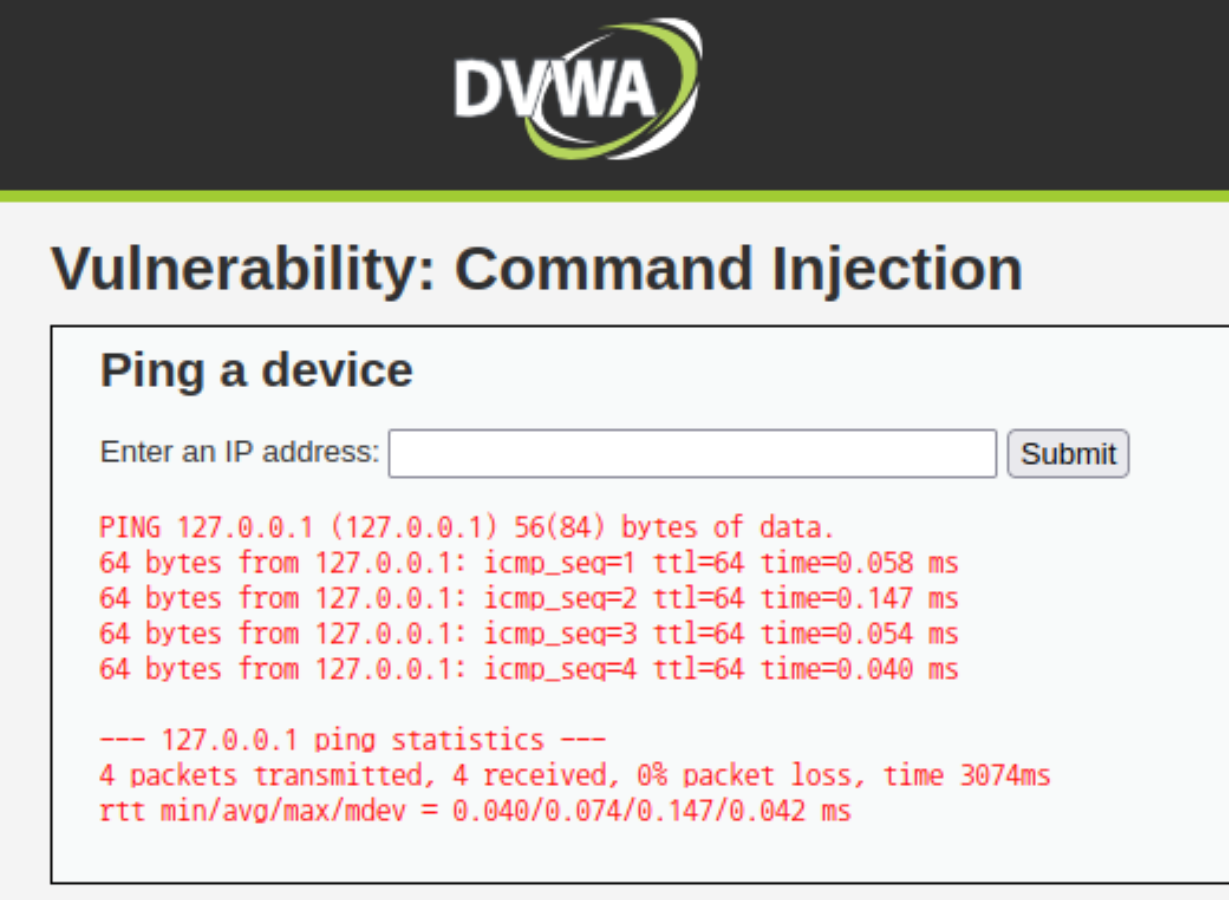 DVWA
Vulnerability: Command Injection
Ping a device
Enter an IP address: Submit
PING 127.0.0.1 (127.0.0.1) 56(84) bytes of data.
64 bytes from 127.0.0.1: icmp_seq=1 ttl=64 time=0.058 ms
64 bytes from 127.0.0.1: icmp_seq=2 ttl=64 time=0.147 ms
64 bytes from 127.0.0.1: icmp_seq=3 ttl=64 time=0.054 ms
64 bytes from 127.0.0.1: icmp_seq=4 ttl=64 time=0.040 ms
--- 127.0.0.1 ping statistics ---
4 packets transmitted, 4 received, 0% packet loss, time 3074ms
rtt min/avg/max/mdev = 0.040/0.074/0.147/0.042 ms